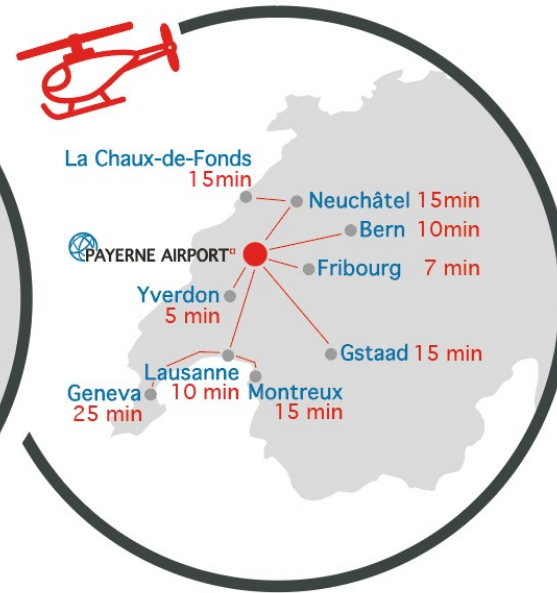 La Chaux-de-Fonds
15min
Neuchâtel 15min
Bern 10min
PAYERNE AIRPORT
Fribourg 7 min
Yverdon
5 min
Gstaad 15 min
Lausanne
10 min
Geneva
25 min
Montreux
15 min